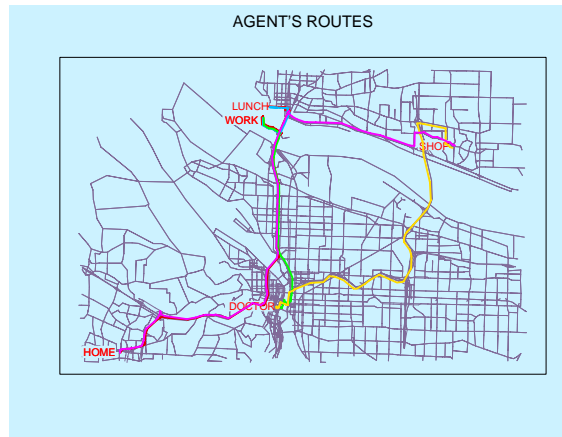 AGENT'S ROUTES
LUNCH
WORK
SHOP
DOCTOR
HOME